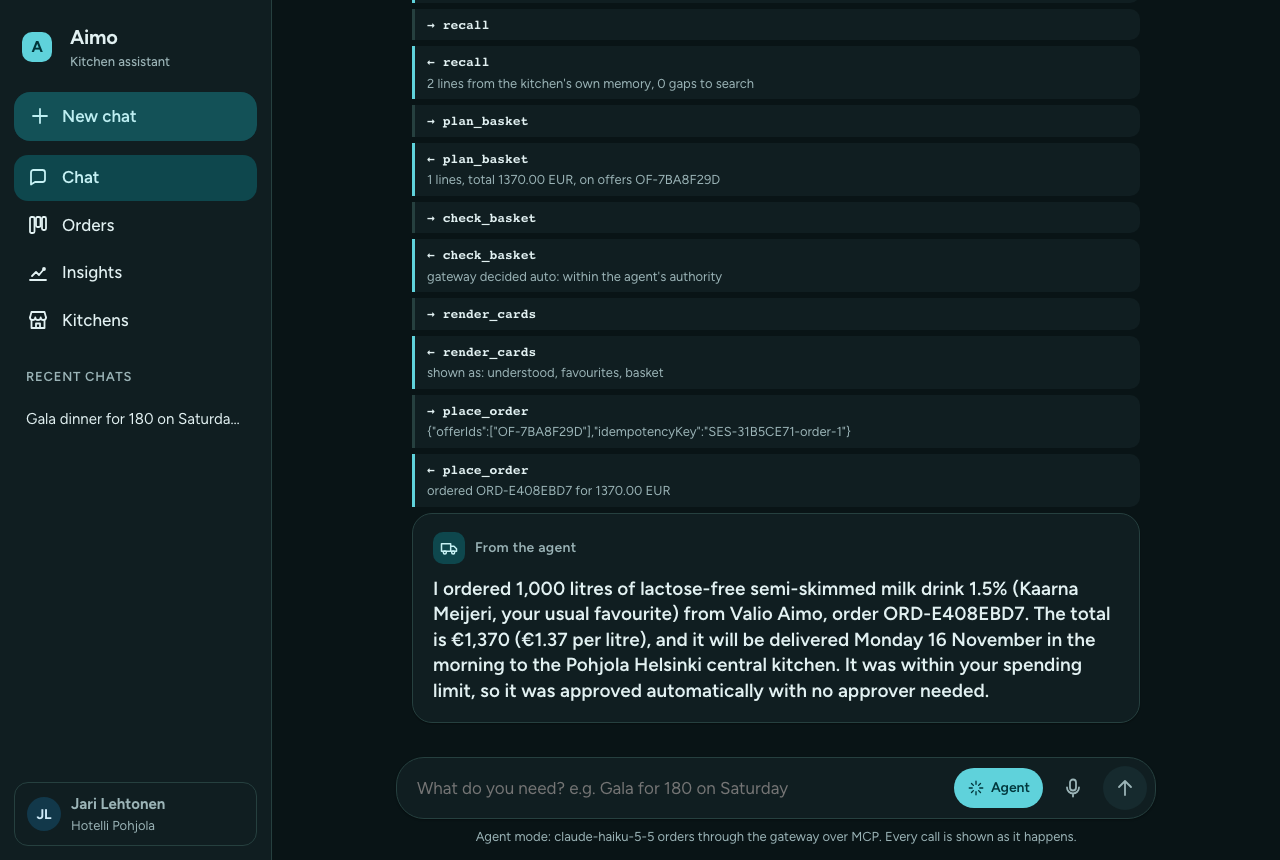 A
Aimo
Kitchen assistant
New chat
Chat
Orders
Insights
Kitchens
RECENT CHATS
Gala dinner for 180 on Saturda...
JL
Jari Lehtonen
Hotelli Pohjola
→ recall
← recall
2 lines from the kitchen's own memory, 0 gaps to search
→ plan_basket
← plan_basket
1 lines, total 1370.00 EUR, on offers OF-7BA8F29D
→ check_basket
← check_basket
gateway decided auto: within the agent's authority
→ render_cards
← render_cards
shown as: understood, favourites, basket
→ place_order
{"offerIds":["OF-7BA8F29D"],"idempotencyKey":"SES-31B5CE71-order-1"}
← place_order
ordered ORD-E408EBD7 for 1370.00 EUR
From the agent
I ordered 1,000 litres of lactose-free semi-skimmed milk drink 1.5% (Kaarna
Meijeri, your usual favourite) from Valio Aimo, order ORD-E408EBD7. The total
is €1,370 (€1.37 per litre), and it will be delivered Monday 16 November in the
morning to the Pohjola Helsinki central kitchen. It was within your spending
limit, so it was approved automatically with no approver needed.
What do you need? e.g. Gala for 180 on Saturday
Agent
Agent mode: claude-haiku-5-5 orders through the gateway over MCP. Every call is shown as it happens.